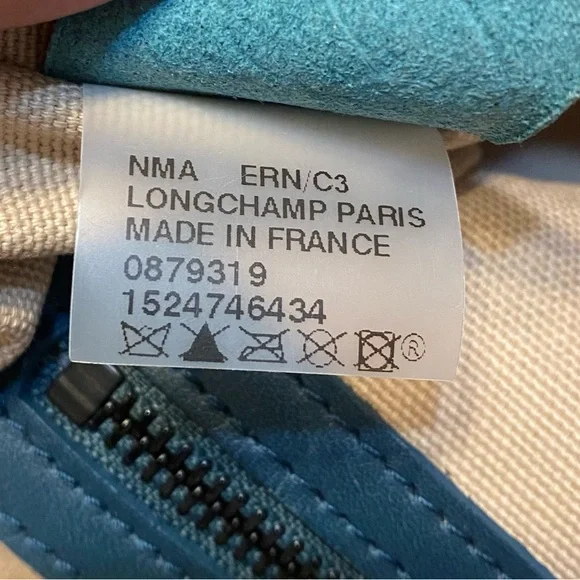 NMA ERN/C3
LONGCHAMP PARIS
MADE IN FRANCE
0879319
1524746434
®